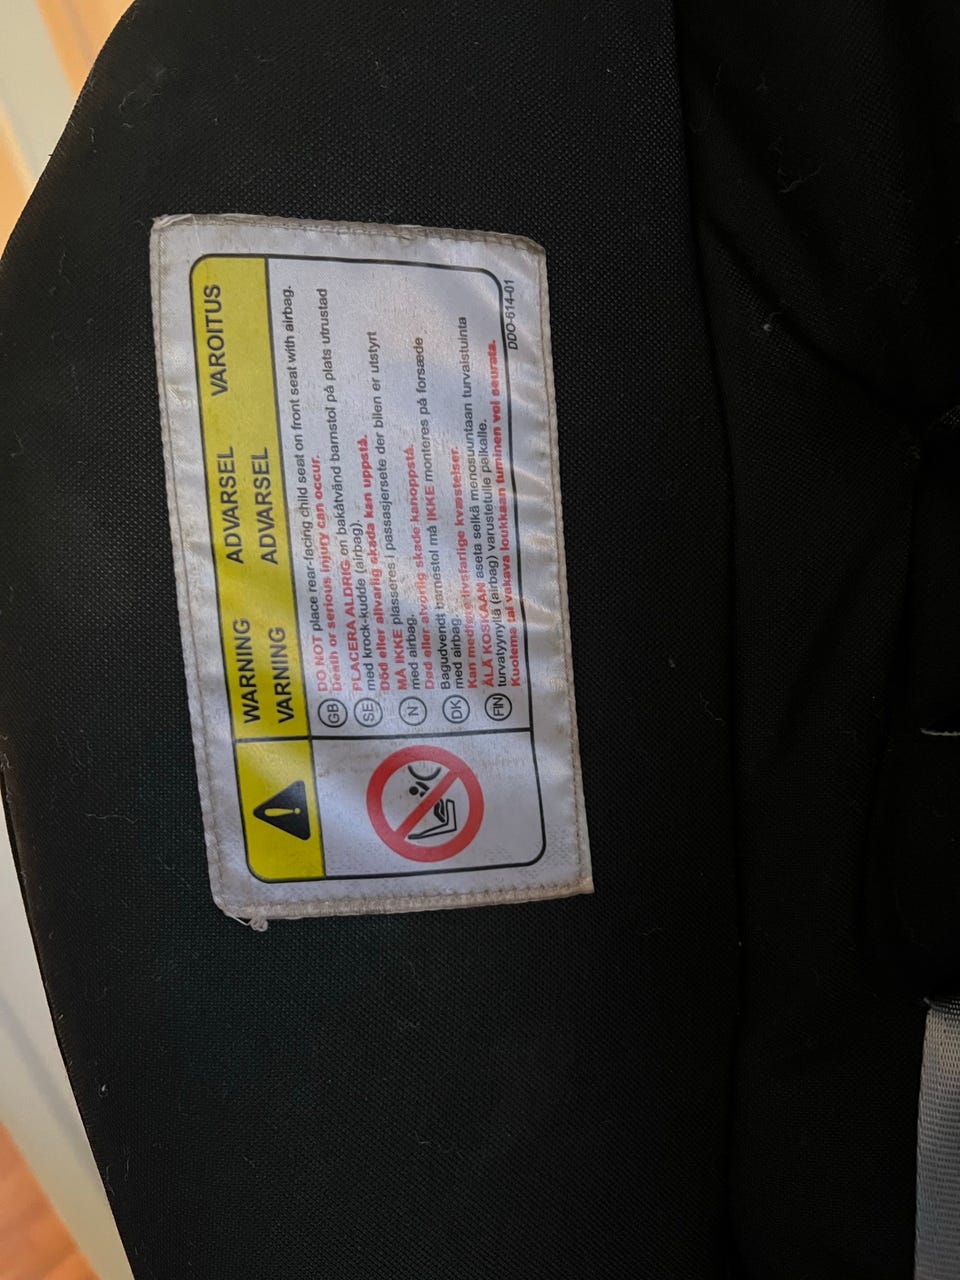 WARNING ADVARSEL VAROITUS
VARNING ADVARSEL
GB DO NOT place rear-facing child seat on front seat with airbag.
Death or serious injury can occur.
SE PLACERA ALDRIG en bakåtvänd barnstol på plats utrustad
med krock-kudde (airbag).
Död eller allvarlig skada kan uppstå.
N MÅ IKKE plasseres i passasjersete der bilen er utstyrt
med airbag.
Død eller alvorlig skade kanoppstå.
DK Bagudvendt barnestol må IKKE monteres på forsæde
med airbag.
Kan medføre livsfarlige kvæstelser.
FIN ÄLÄ KOSKAAN aseta selkä menosuuntaan turvaistuinta
turvatyynyllä (airbag) varustetulle paikalle.
Kuolema tai vakava loukkaantuminen voi seurata.
DDO-614-01